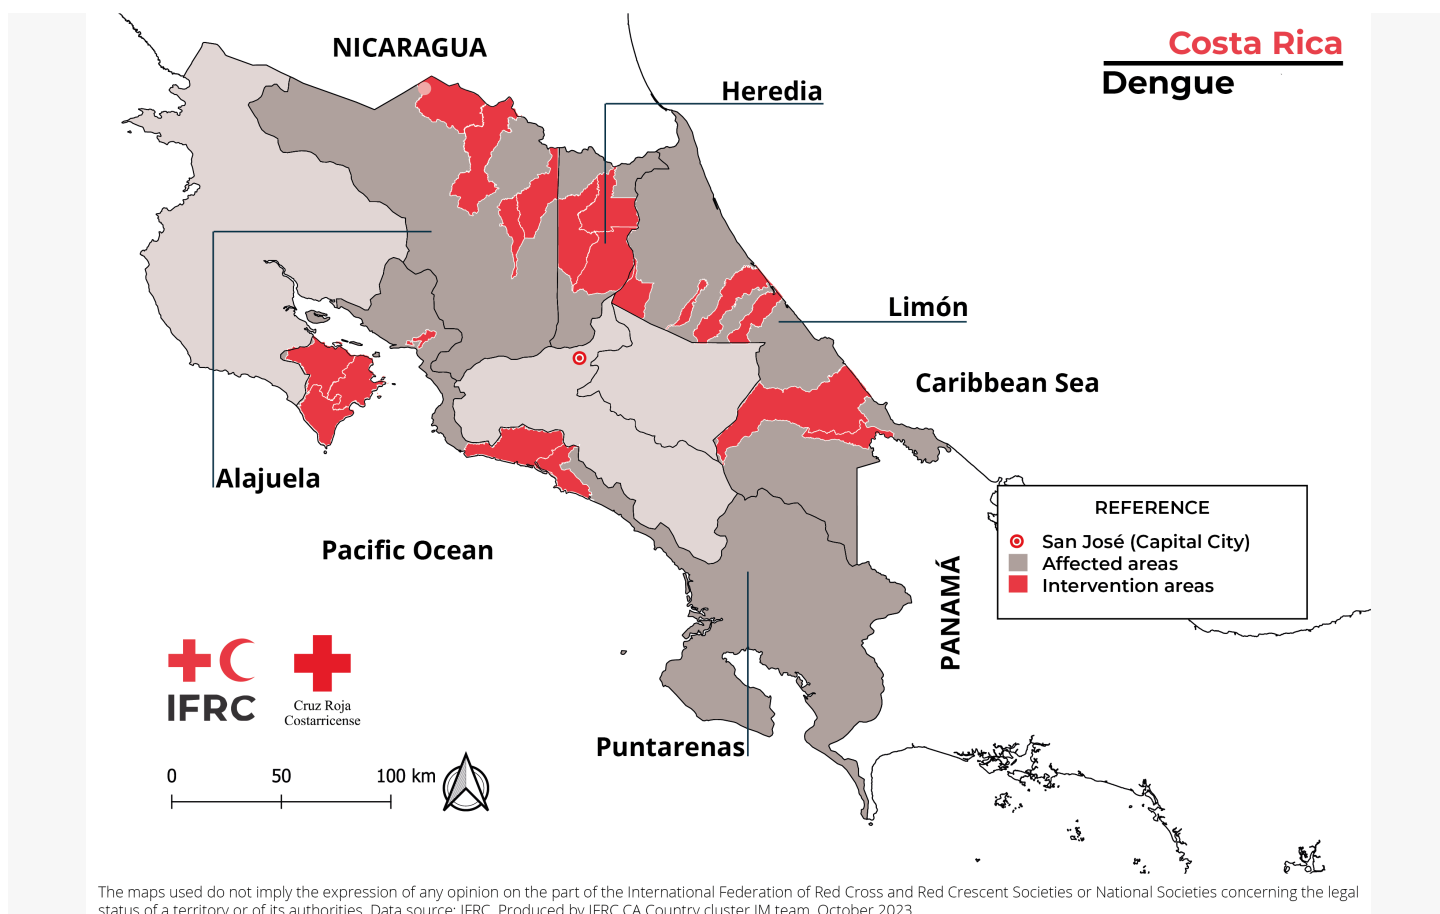 Costa Rica
Dengue
NICARAGUA
Heredia
Limón
Caribbean Sea
Alajuela
Pacific Ocean
PANAMÁ
Puntarenas
REFERENCE
San José (Capital City)
Affected areas
Intervention areas
IFRC
Cruz Roja
Costarricense
0 50 100 km
The maps used do not imply the expression of any opinion on the part of the International Federation of Red Cross and Red Crescent Societies or National Societies concerning the legal
status of a territory or of its authorities. Data source: IFRC. Produced by IFRC CA Country cluster IM team. October 2023